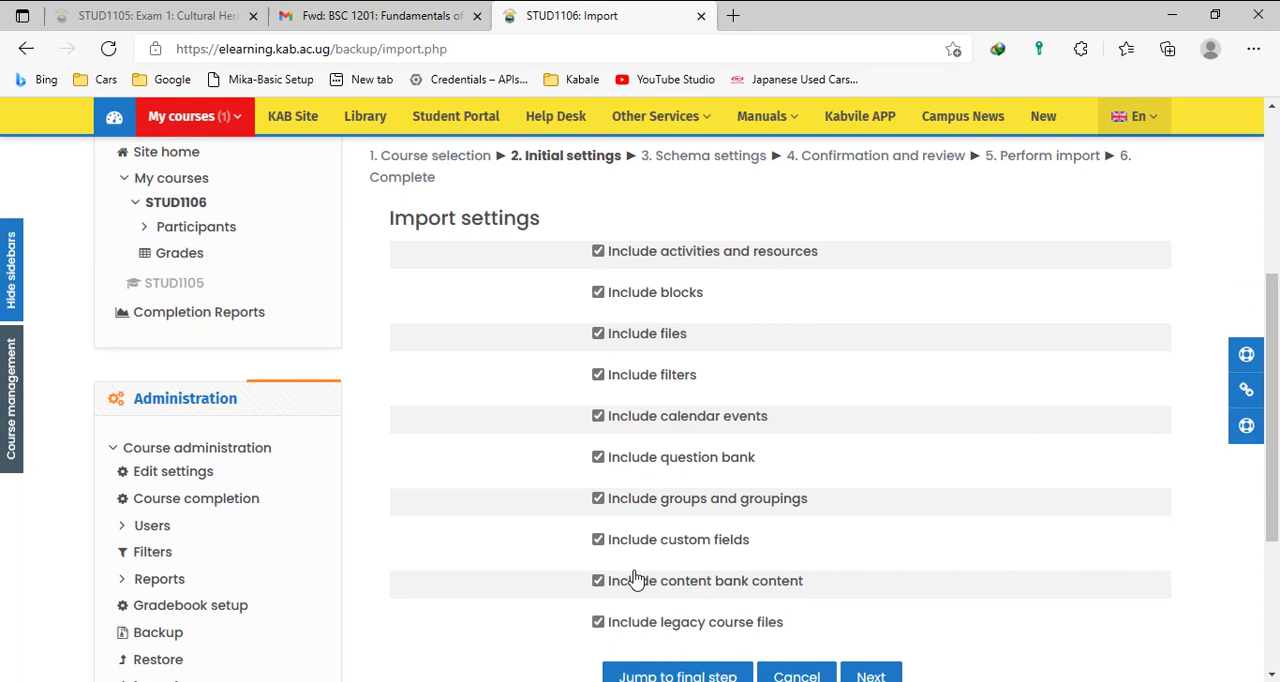 STUD1105: Exam 1: Cultural Her
Fwd: BSC 1201: Fundamentals of
STUD1106: Import
https://elearning.kab.ac.ug/backup/import.php
Bing
Cars
Google
Mika-Basic Setup
New tab
Credentials – APIs...
Kabale
YouTube Studio
Japanese Used Cars...
My courses (1)
KAB Site
Library
Student Portal
Help Desk
Other Services
Manuals
Kabvile APP
Campus News
New
En
Site home
My courses
STUD1106
Participants
Grades
STUD1105
Completion Reports
Hide sidebars
Course management
Administration
Course administration
Edit settings
Course completion
Users
Filters
Reports
Gradebook setup
Backup
Restore
1. Course selection ► 2. Initial settings ► 3. Schema settings ► 4. Confirmation and review ► 5. Perform import ► 6.
Complete
Import settings
Include activities and resources
Include blocks
Include files
Include filters
Include calendar events
Include question bank
Include groups and groupings
Include custom fields
Include content bank content
Include legacy course files
Jump to final step
Cancel
Next